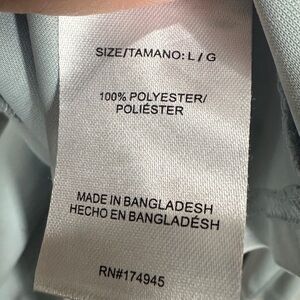 SIZE/TAMANO: L / G
100% POLYESTER/
POLIÉSTER
MADE IN BANGLADESH
HECHO EN BANGLADÉSH
RN#174945